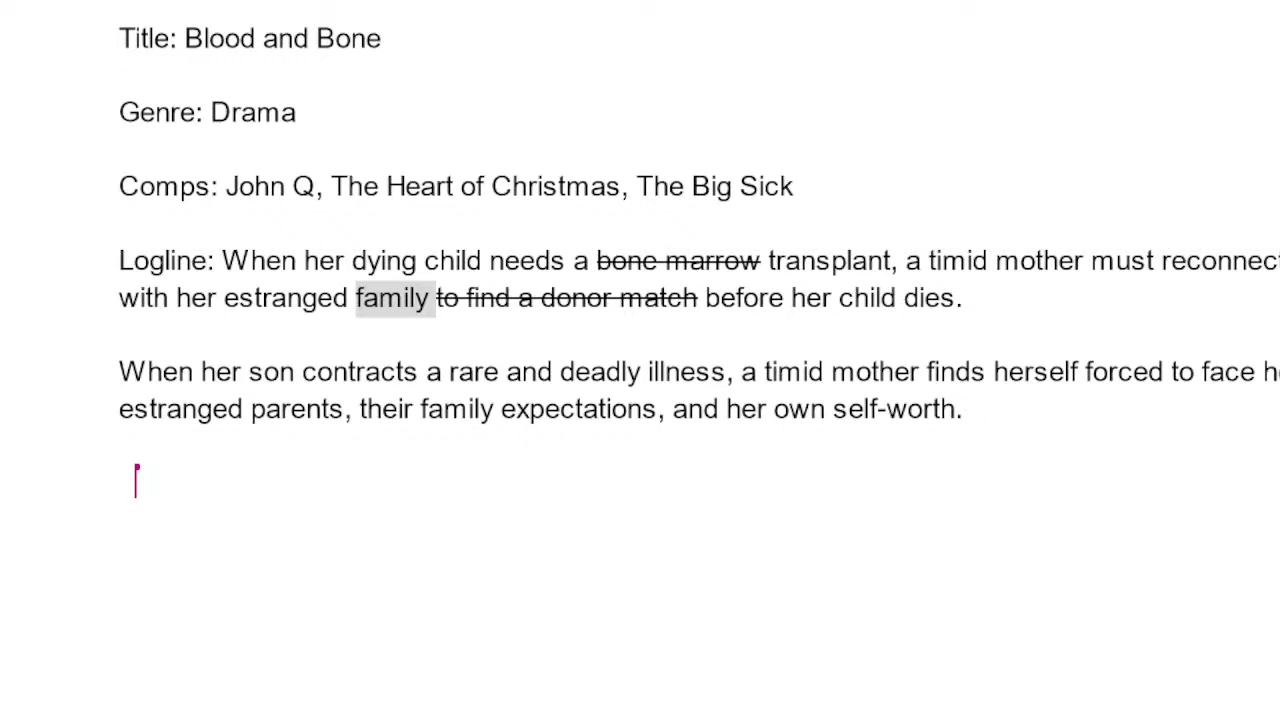 Title: Blood and Bone
Genre: Drama
Comps: John Q, The Heart of Christmas, The Big Sick
Logline: When her dying child needs a bone marrow transplant, a timid mother must reconnect
with her estranged family to find a donor match before her child dies.
When her son contracts a rare and deadly illness, a timid mother finds herself forced to face
estranged parents, their family expectations, and her own self-worth.